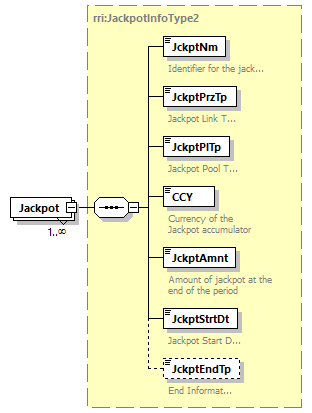 rri:JackpotInfoType2
JckptNm
Identifier for the jack...
JckptPrzTp
Jackpot Link T...
JckptPlTp
Jackpot Pool T...
Jackpot
1..∞
CCY
Currency of the
Jackpot accumulator
JckptAmnt
Amount of jackpot at the
end of the period
JckptStrtDt
Jackpot Start D...
JckptEndTp
End Informat...